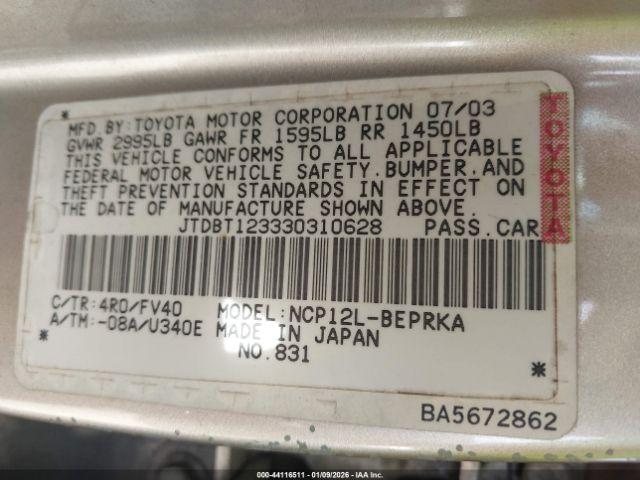 MFD.BY:TOYOTA MOTOR CORPORATION 07/03
GVWR 2995LB GAWR FR 1595LB RR 1450LB
THIS VEHICLE CONFORMS TO ALL APPLICABLE
FEDERAL MOTOR VEHICLE SAFETY.BUMPER.AND
THEFT PREVENTION STANDARDS IN EFFECT ON
THE DATE OF MANUFACTURE SHOWN ABOVE.
JTDBT123330310628 PASS.CAR
TOYOTA
C/TR:4R0/FV40 MODEL:NCP12L-BEPRKA
A/TM:-08A/U340E MADE IN JAPAN
NO.831
BA5672862
000-44116511 - 01/09/2026 - IAA Inc.